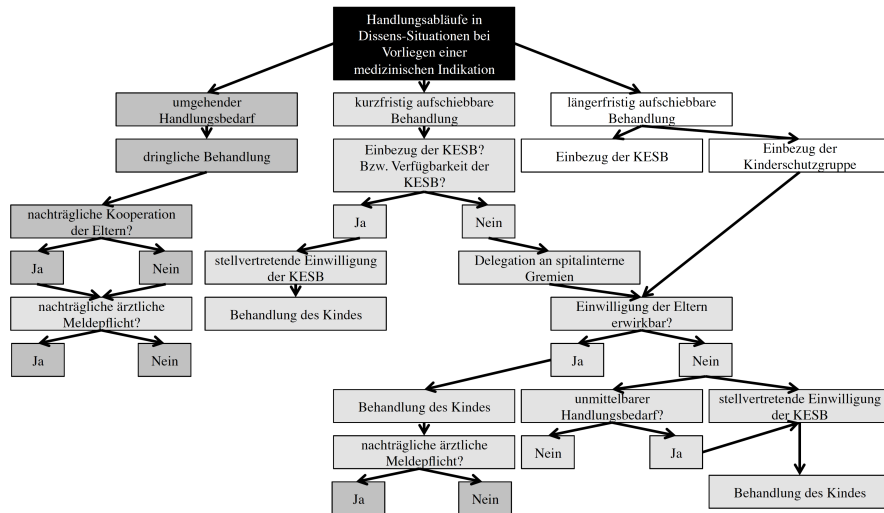 Handlungsabläufe in
Dissens-Situationen bei
Vorliegen einer
medizinischen Indikation
umgehender
Handlungsbedarf
kurzfristig aufschiebbare
Behandlung
längerfristig aufschiebbare
Behandlung
dringliche Behandlung
Einbezug der KESB?
Bzw. Verfügbarkeit der
KESB?
Einbezug der KESB
Einbezug der
Kinderschutzgruppe
nachträgliche Kooperation
der Eltern?
Ja
Nein
Ja
Nein
stellvertretende Einwilligung
der KESB
Delegation an spitalinterne
Gremien
nachträgliche ärztliche
Meldepflicht?
Behandlung des Kindes
Einwilligung der Eltern
erwirkbar?
Ja
Nein
Ja
Nein
Behandlung des Kindes
unmittelbarer
Handlungsbedarf?
stellvertretende Einwilligung
der KESB
nachträgliche ärztliche
Meldepflicht?
Nein
Ja
Ja
Nein
Behandlung des Kindes